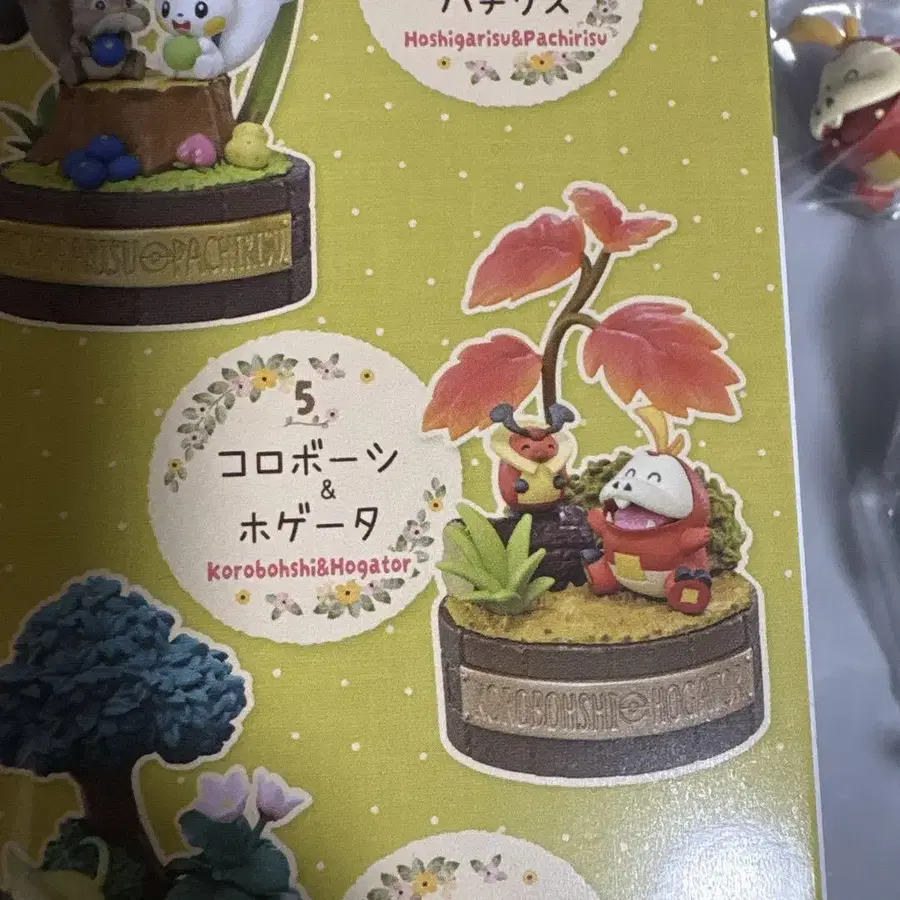 パチリス
Hoshigarisu&Pachirisu
PACHIRISU
5
コロボーシ
&
ホゲータ
Korobohshi&Hogator
KOROBOHSHI HOGATOR